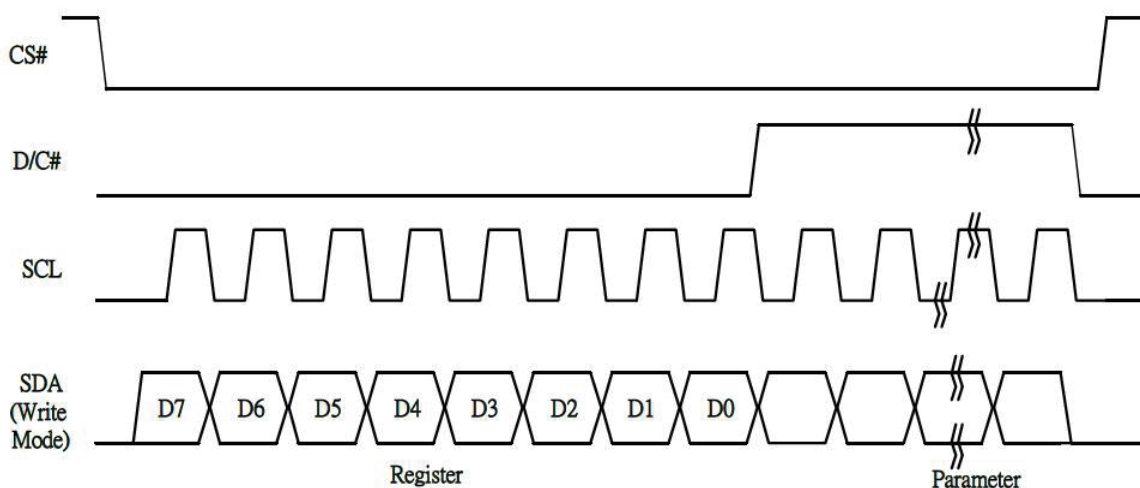 CS#
D/C#
SCL
SDA
(Write
Mode)
D7 D6 D5 D4 D3 D2 D1 D0
Register Parameter